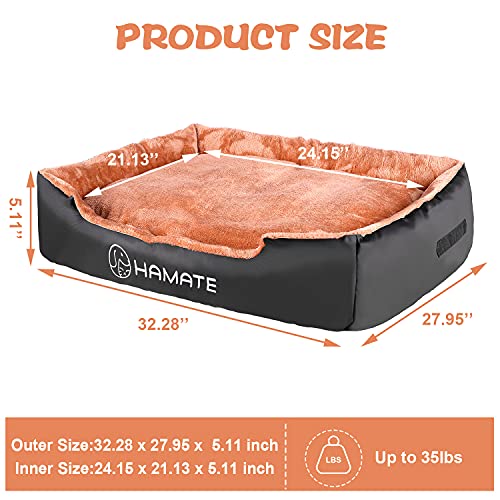 PRODUCT SIZE
21.13’’
24.15’’
5.11’’
HAMATE
32.28’’
27.95’’
Outer Size:32.28 x 27.95 x 5.11 inch
Inner Size:24.15 x 21.13 x 5.11 inch
LBS
Up to 35lbs